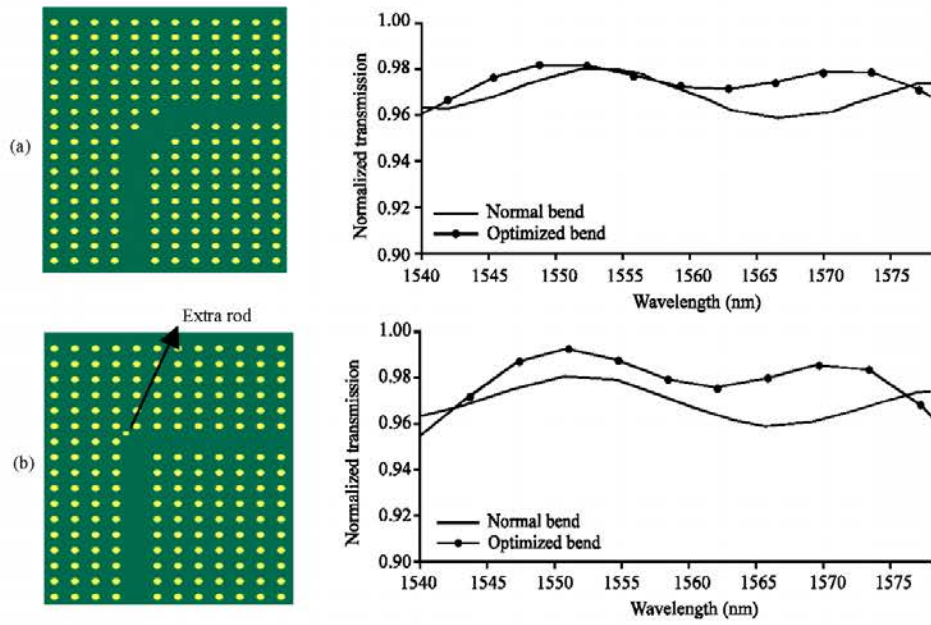 (a)
1.00
0.98
0.96
0.94
0.92
0.90
Normalized transmission
Normal bend
Optimized bend
1540 1545 1550 1555 1560 1565 1570 1575
Wavelength (nm)
Extra rod
(b)
1.00
0.98
0.96
0.94
0.92
0.90
Normalized transmission
Normal bend
Optimized bend
1540 1545 1550 1555 1560 1565 1570 1575
Wavelength (nm)